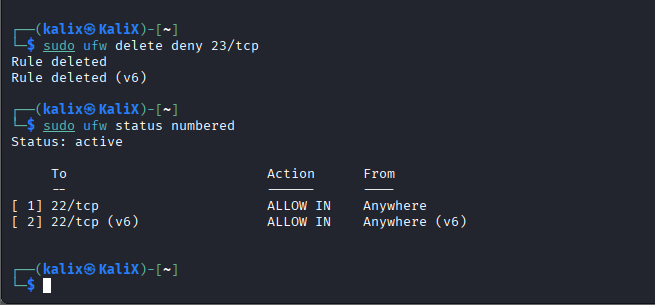 ┌──(kalix㉿KaliX)-[~]
└─$ sudo ufw delete deny 23/tcp
Rule deleted
Rule deleted (v6)
┌──(kalix㉿KaliX)-[~]
└─$ sudo ufw status numbered
Status: active
To Action From
-- ------ ----
[ 1] 22/tcp ALLOW IN Anywhere
[ 2] 22/tcp (v6) ALLOW IN Anywhere (v6)
┌──(kalix㉿KaliX)-[~]
└─$